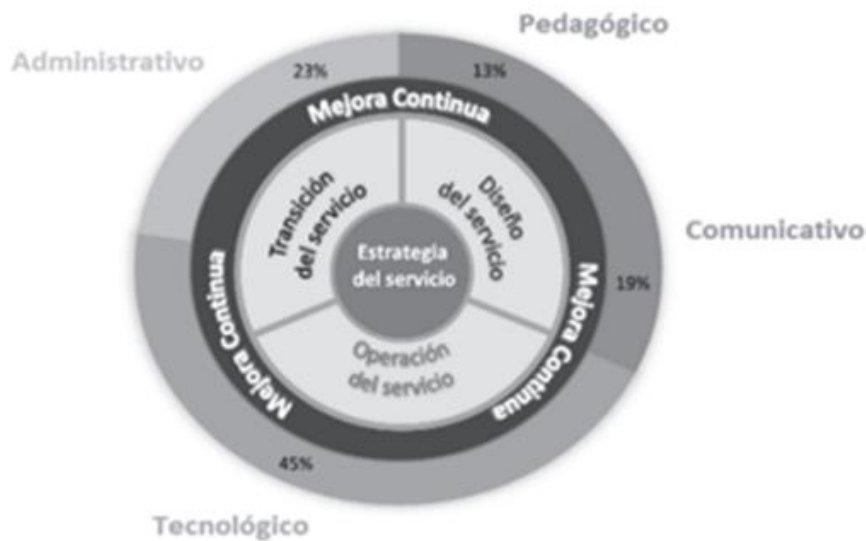 Pedagógico
Administrativo
23%
13%
Mejora Continua
Transición
del servicio
Diseño
del servicio
Estrategia
del servicio
Comunicativo
19%
Mejora Continua
Mejora Continua
Operación
del servicio
45%
Tecnológico